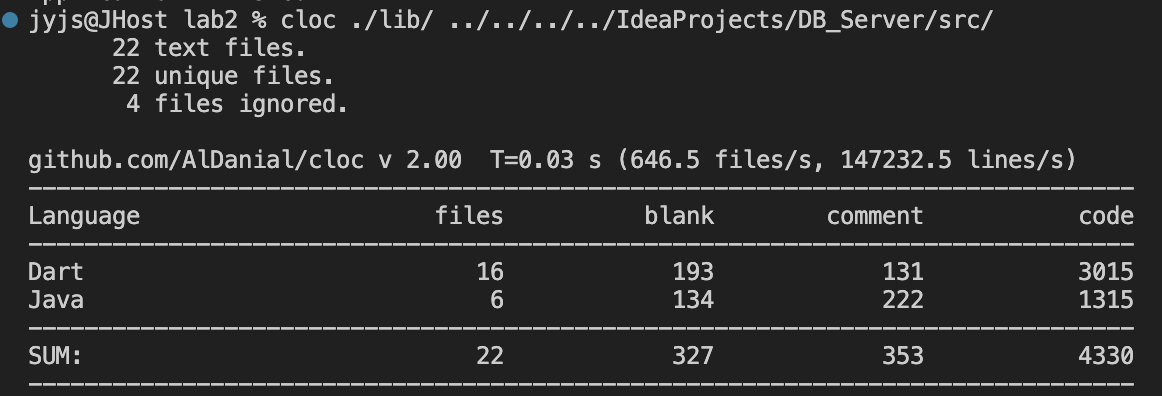 jyjs@JHost lab2 % cloc ./lib/ ../../../../IdeaProjects/DB_Server/src/
22 text files.
22 unique files.
4 files ignored.
github.com/AlDanial/cloc v 2.00  T=0.03 s (646.5 files/s, 147232.5 lines/s)
Language files blank comment code
Dart 16 193 131 3015
Java 6 134 222 1315
SUM: 22 327 353 4330